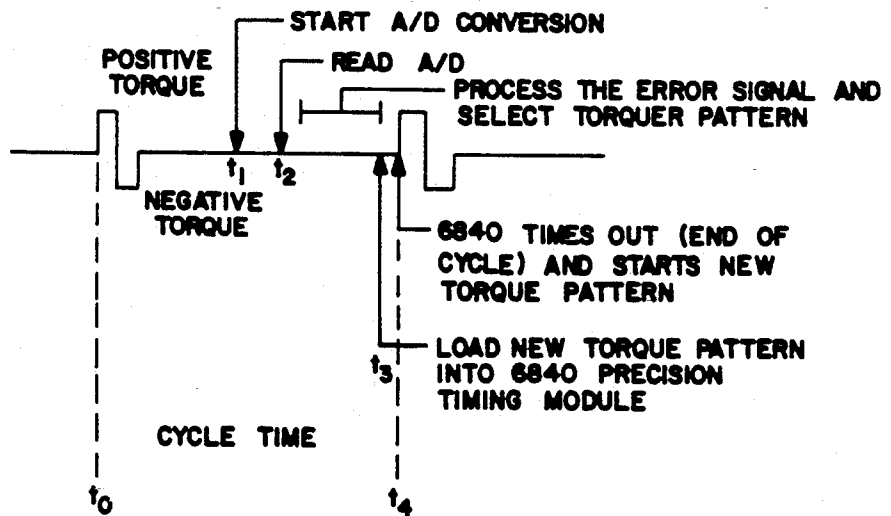 START A/D CONVERSION
POSITIVE
TORQUE
READ A/D
PROCESS THE ERROR SIGNAL AND
SELECT TORQUER PATTERN
t1
t2
NEGATIVE
TORQUE
6840 TIMES OUT (END OF
CYCLE) AND STARTS NEW
TORQUE PATTERN
t3
LOAD NEW TORQUE PATTERN
INTO 6840 PRECISION
TIMING MODULE
CYCLE TIME
t0
t4